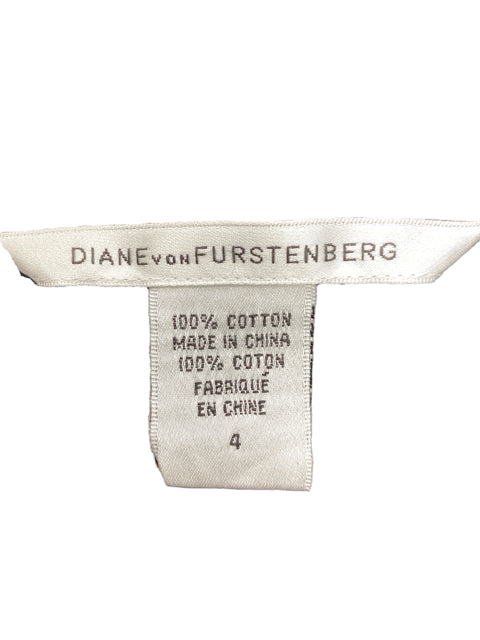 DIANE VON FURSTENBERG
100% COTTON
MADE IN CHINA
100% COTON
FABRIQUÉ
EN CHINE
4